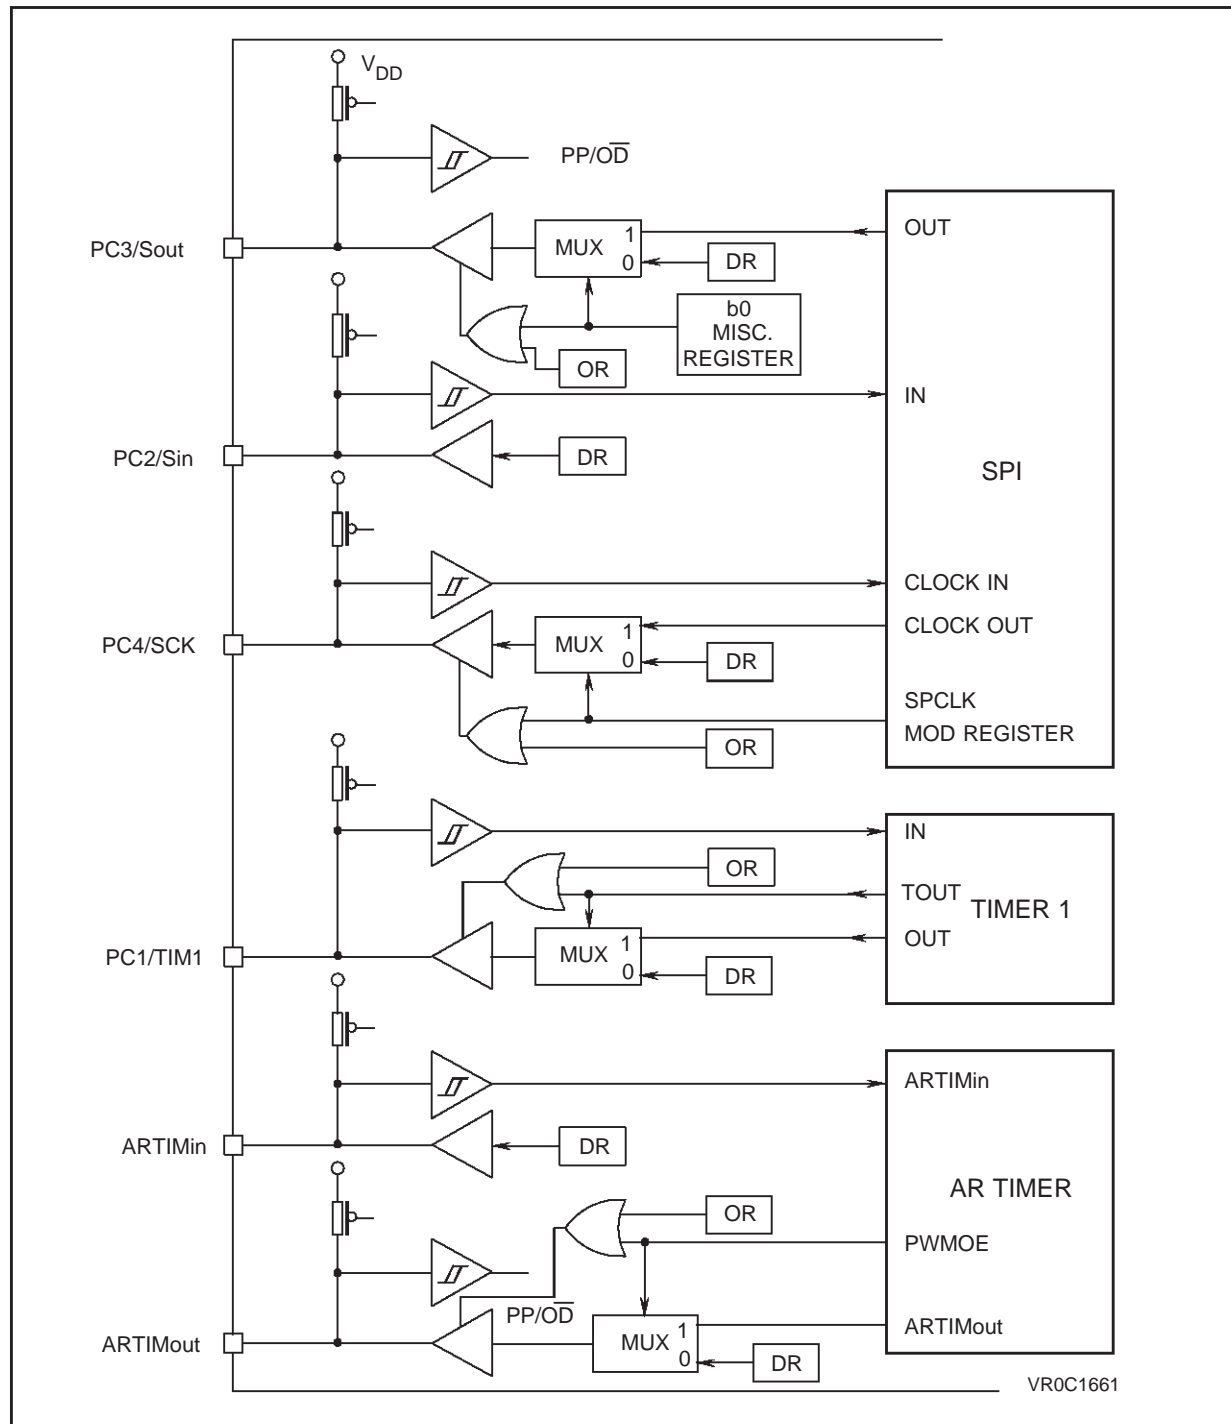 VDD
PP/OD
PC3/Sout
MUX
1
0
OUT
DR
b0
MISC.
REGISTER
OR
IN
PC2/Sin
DR
SPI
CLOCK IN
PC4/SCK
MUX
1
0
CLOCK OUT
DR
SPCLK
MOD REGISTER
OR
IN
OR
TOUT
TIMER 1
PC1/TIM1
MUX
1
0
OUT
DR
ARTIMin
ARTIMin
DR
AR TIMER
OR
PWMOE
PP/OD
ARTIMout
MUX
1
0
ARTIMout
DR
VR0C1661